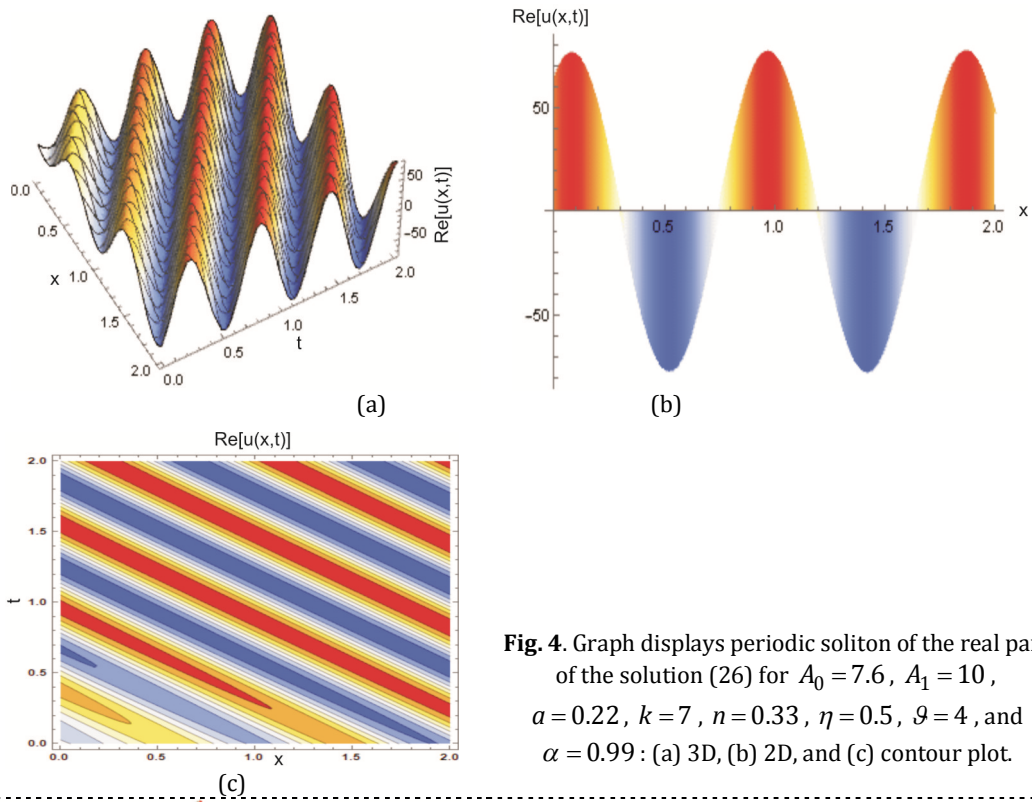 Re[u(x,t)]
50
0
-50
Re[u(x,t)]
0.0
0.5
1.0
1.5
2.0
x
0.0
0.5
1.0
1.5
2.0
t
(a)
Re[u(x,t)]
50
-50
0.5
1.0
1.5
2.0
x
(b)
Re[u(x,t)]
2.0
1.5
1.0
0.5
0.0
t
0.0
0.5
1.0
1.5
2.0
x
(c)
Fig. 4. Graph displays periodic soliton of the real pa
of the solution (26) for A₀ = 7.6, A₁ = 10,
a = 0.22, k = 7, n = 0.33, η = 0.5, ϑ = 4, and
α = 0.99: (a) 3D, (b) 2D, and (c) contour plot.